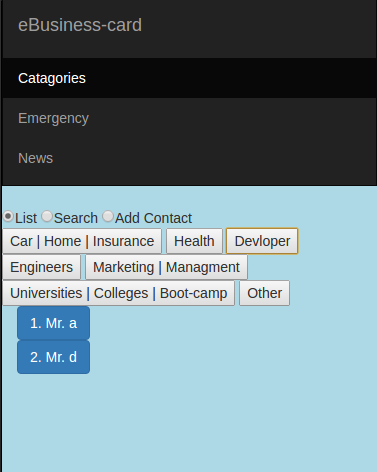 eBusiness-card
Catagories
Emergency
News
List Search Add Contact
Car | Home | Insurance Health Devloper
Engineers Marketing | Managment
Universities | Colleges | Boot-camp Other
1. Mr. a
2. Mr. d